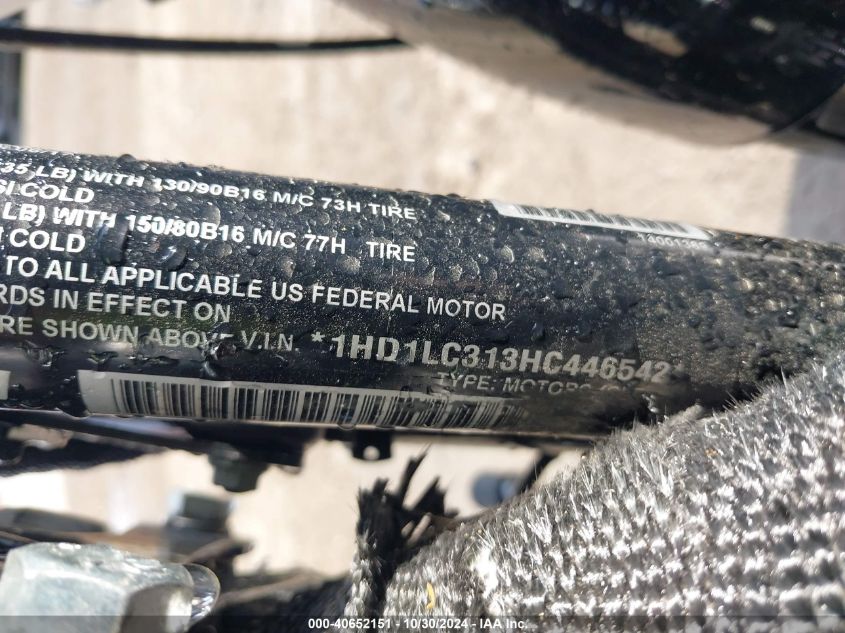 35 LB) WITH 130/90B16 M/C 73H TIRE
SI COLD
LB) WITH 150/80B16 M/C 77H TIRE
SI COLD
TO ALL APPLICABLE US FEDERAL MOTOR
RDS IN EFFECT ON
RE SHOWN ABOVE V.I.N. *1HD1LC313HC446542*
TYPE:
000-40652151 - 10/30/2024 - IAA Inc.